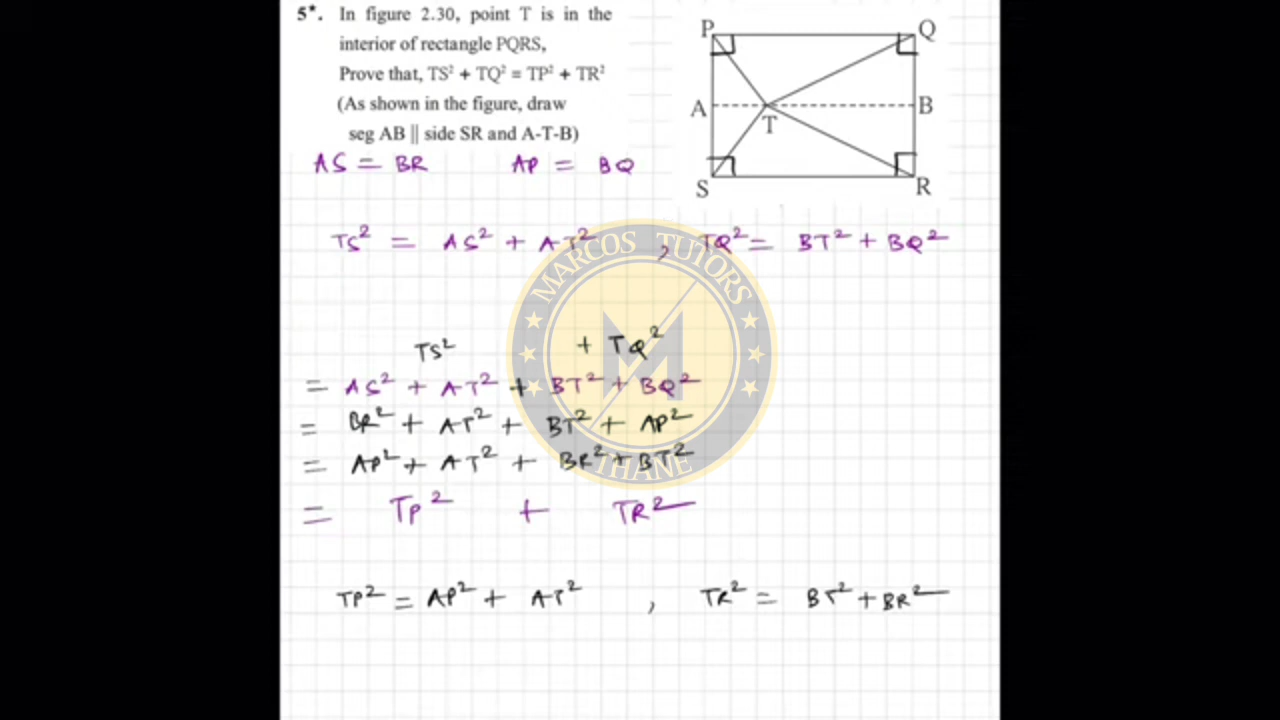 5*. In figure 2.30, point T is in the
interior of rectangle PQRS,
Prove that, TS² + TQ² = TP² + TR²
(As shown in the figure, draw
seg AB || side SR and A-T-B)
P Q
A B
T
S R
AS = BR AP = BQ
TS² = AS² + AT² , TQ² = BT² + BQ²
MARCOS TUTORS
TS² + TQ²
= AS² + AT² + BT² + BQ²
= BR² + AT² + BT² + AP²
= AP² + AT² + BR² + BT²
THANE
= TP² + TR²
TP² = AP² + AT² , TR² = BT² + BR²